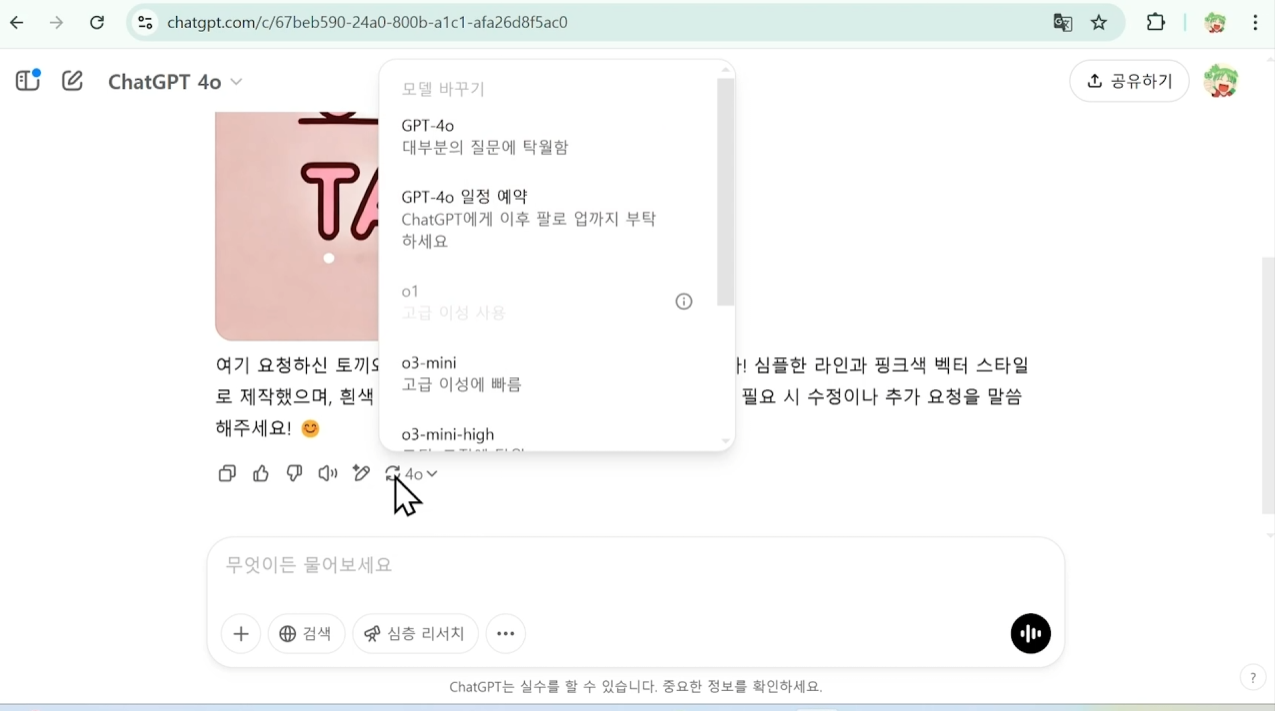 chatgpt.com/c/67beb590-24a0-800b-a1c1-afa26d8f5ac0
ChatGPT 4o
공유하기
모델 바꾸기
GPT-4o
대부분의 질문에 탁월함
GPT-4o 일정 예약
ChatGPT에게 이후 팔로 업까지 부탁
하세요
o1
고급 이성 사용
o3-mini
고급 이성에 빠름
o3-mini-high
TA
여기 요청하신 토끼 심플한 라인과 핑크색 벡터 스타일
로 제작했으며, 흰색 필요 시 수정이나 추가 요청을 말씀
해주세요! 😊
4o
무엇이든 물어보세요
검색
심층 리서치
ChatGPT는 실수를 할 수 있습니다. 중요한 정보를 확인하세요.
?